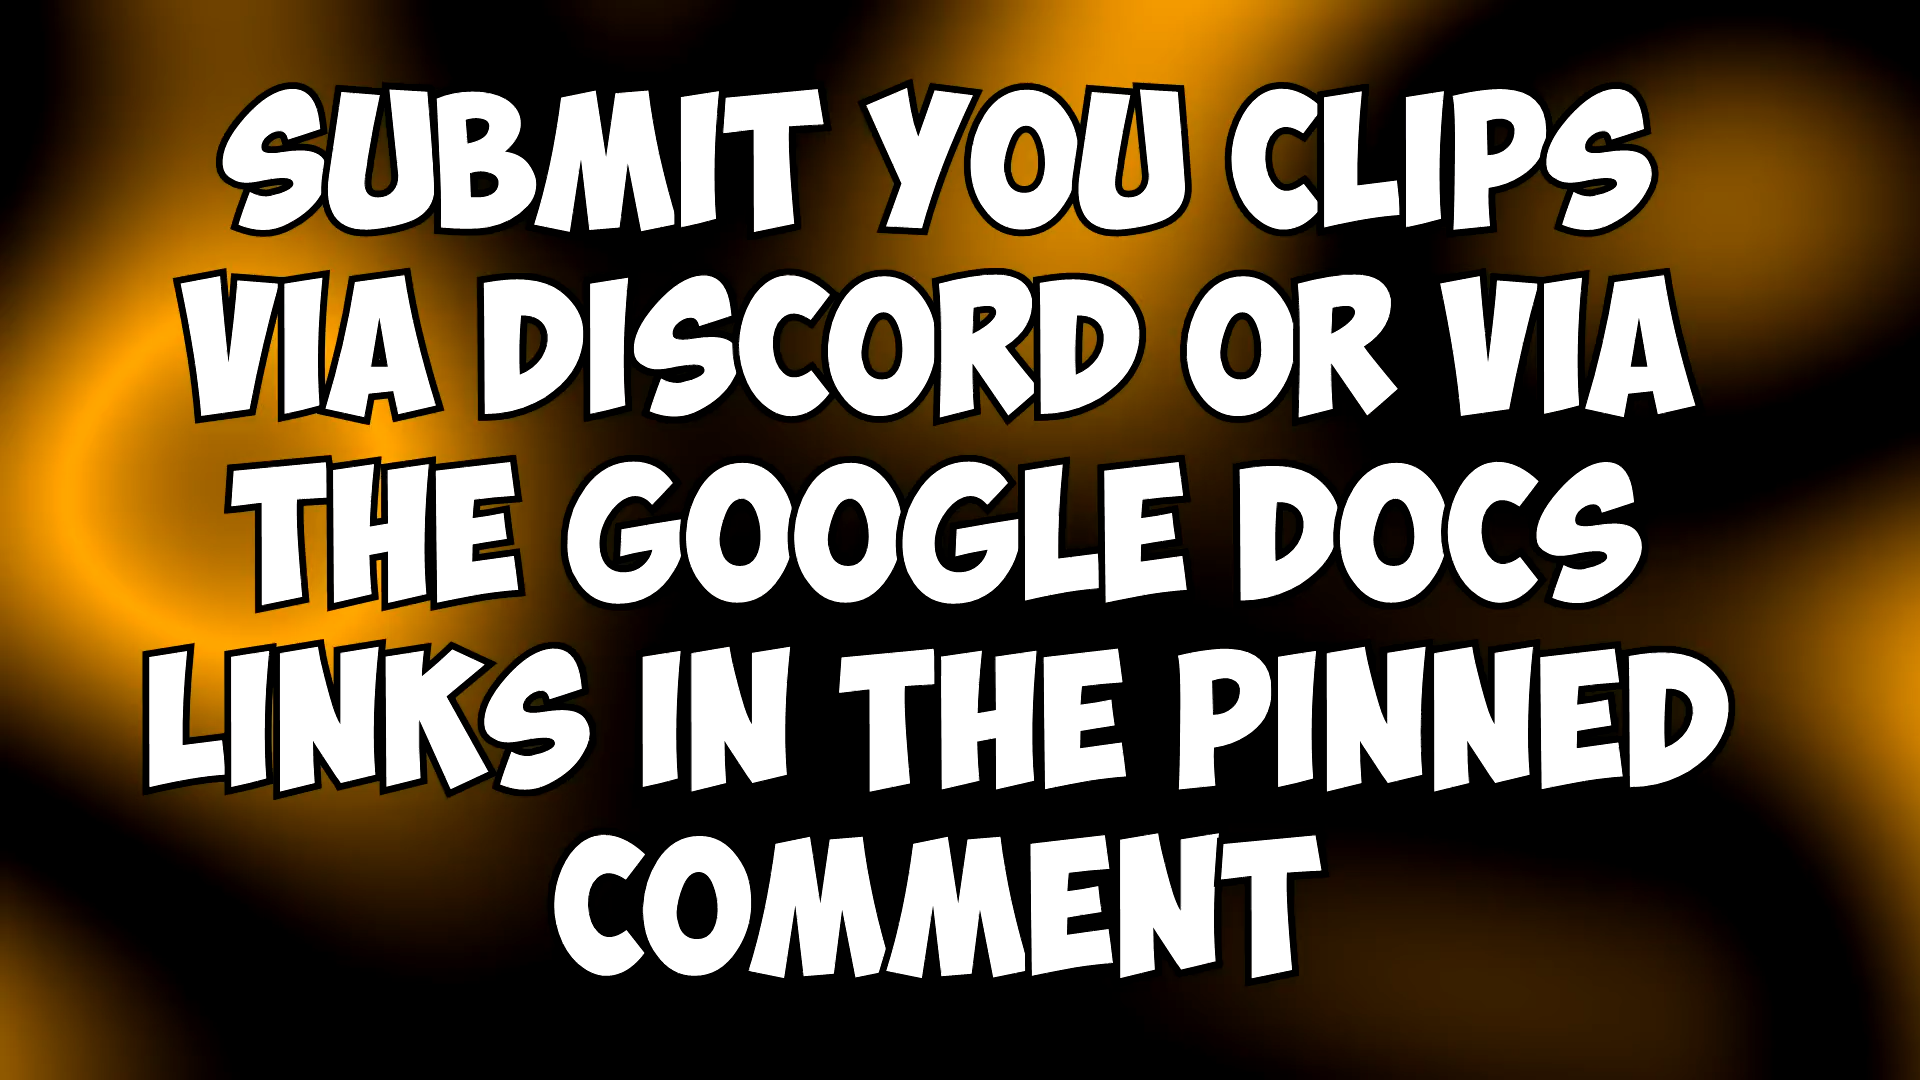 SUBMIT YOU CLIPS
VIA DISCORD OR VIA
THE GOOGLE DOCS
LINKS IN THE PINNED
COMMENT